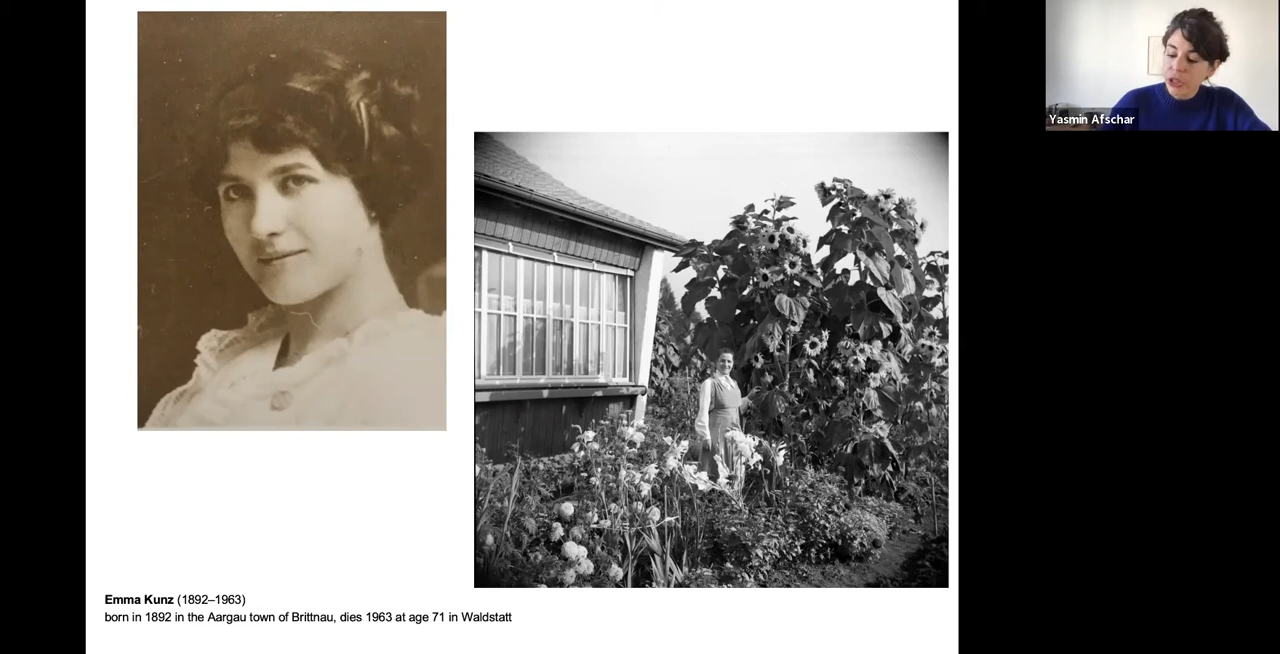 Yasmin Afschar
Emma Kunz (1892–1963)
born in 1892 in the Aargau town of Brittnau, dies 1963 at age 71 in Waldstatt